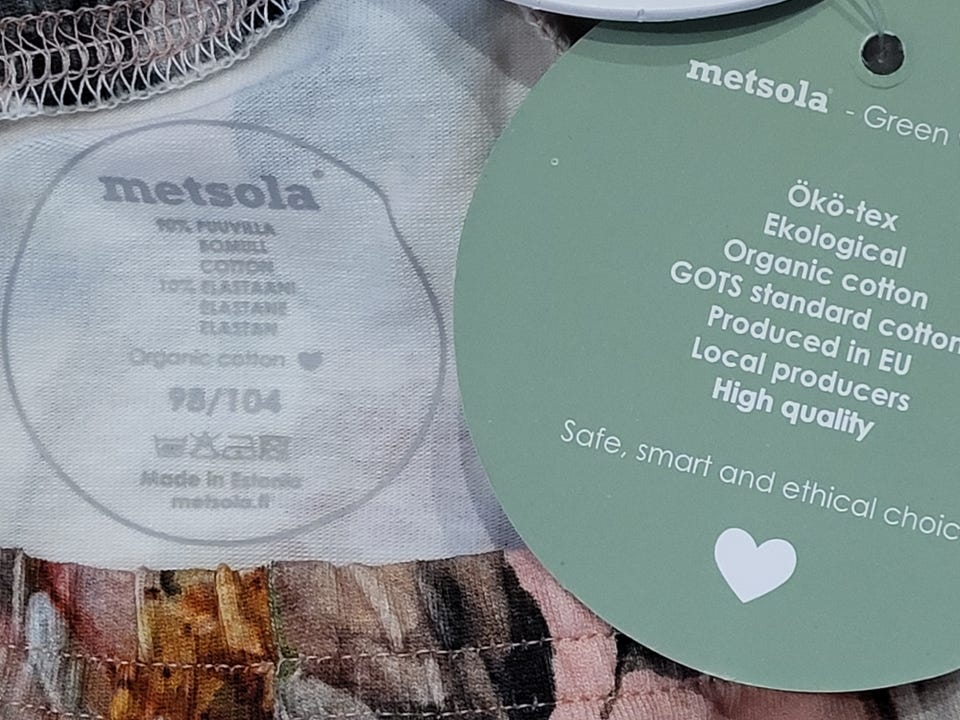 metsola
90% PUUVILLA
BOMULL
COTTON
10% ELASTAANI
ELASTANE
ELASTAN
Organic cotton
98/104
Made in Estonia
metsola.fi
metsola - Green
Ökö-tex
Ekological
Organic cotton
GOTS standard cotton
Produced in EU
Local producers
High quality
Safe, smart and ethical choic